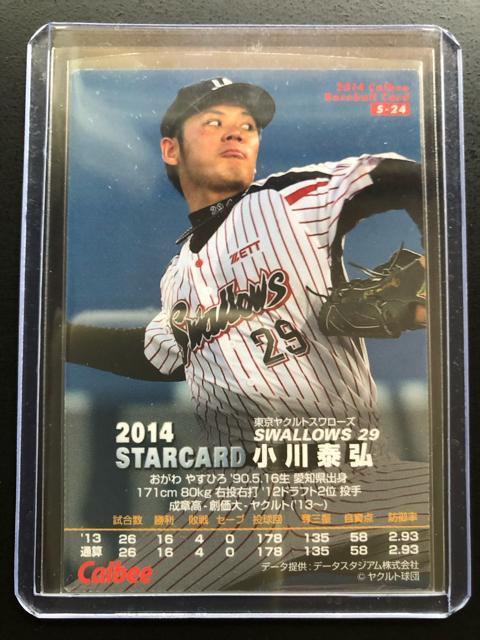 2014 Calbee
Baseball Card
S-24
ZETT
Swallows
29
2014
STARCARD
東京ヤクルトスワローズ
SWALLOWS 29
小川泰弘
おがわ やすひろ '90.5.16生 愛知県出身
171cm 80kg 右投右打 '12ドラフト2位 投手
成章高-創価大-ヤクルト('13〜)
試合数 勝利 敗戦 セーブ 投球回 奪三振 自責点 防御率
'13 26 16 4 0 178 135 58 2.93
通算 26 16 4 0 178 135 58 2.93
Calbee
データ提供:データスタジアム株式会社
©ヤクルト球団